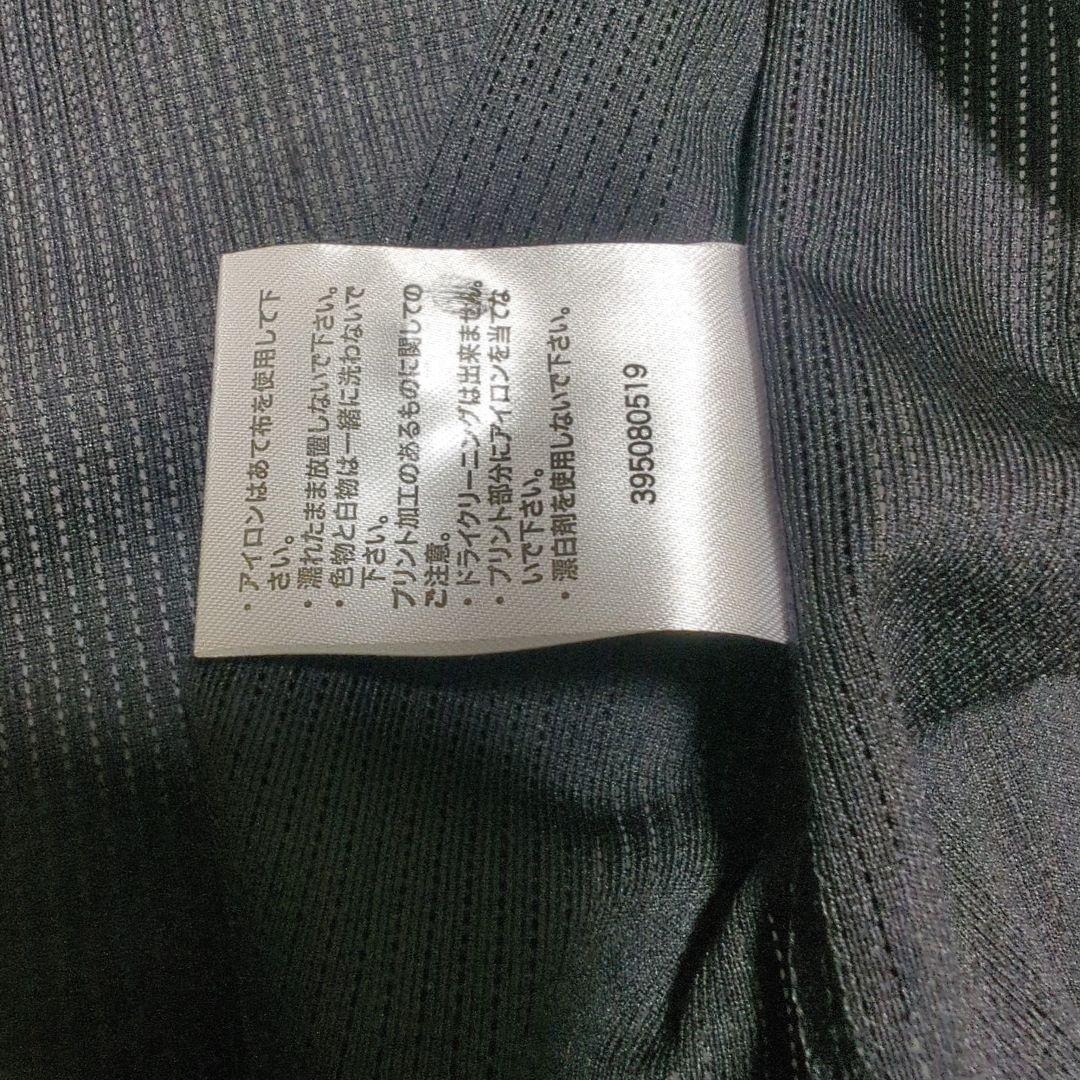 ・アイロンはあて布を使用して下
さい。
・濡れたまま放置しないで下さい。
・色物と白物は一緒に洗わないで
下さい。
プリント加工のあるものに関しての
ご注意。
・ドライクリーニングは出来ません。
・プリント部分にアイロンを当てな
いで下さい。
・漂白剤を使用しないで下さい。
395080519